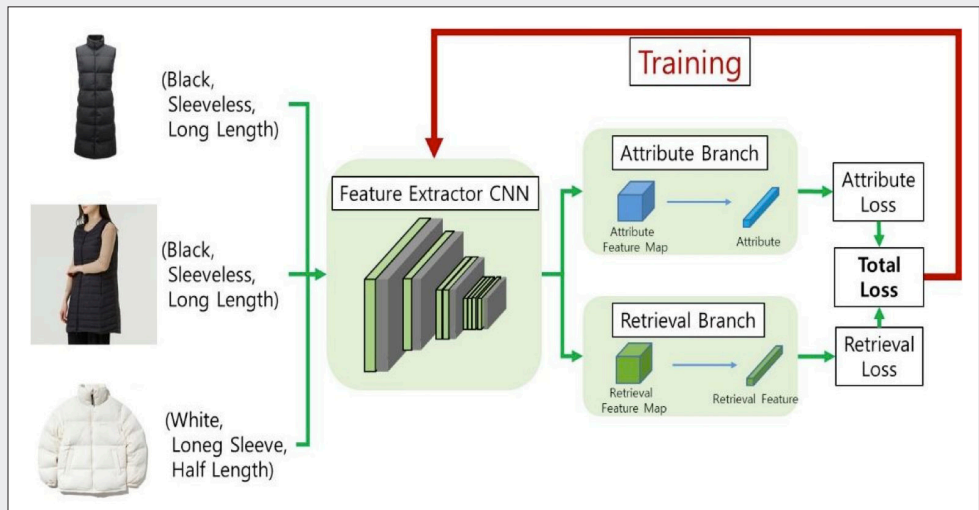 Training
(Black,
Sleeveless,
Long Length)
(Black,
Sleeveless,
Long Length)
(White,
Loneg Sleeve,
Half Length)
Feature Extractor CNN
Attribute Branch
Attribute
Feature Map
Attribute
Retrieval Branch
Retrieval
Feature Map
Retrieval Feature
Attribute
Loss
Total
Loss
Retrieval
Loss